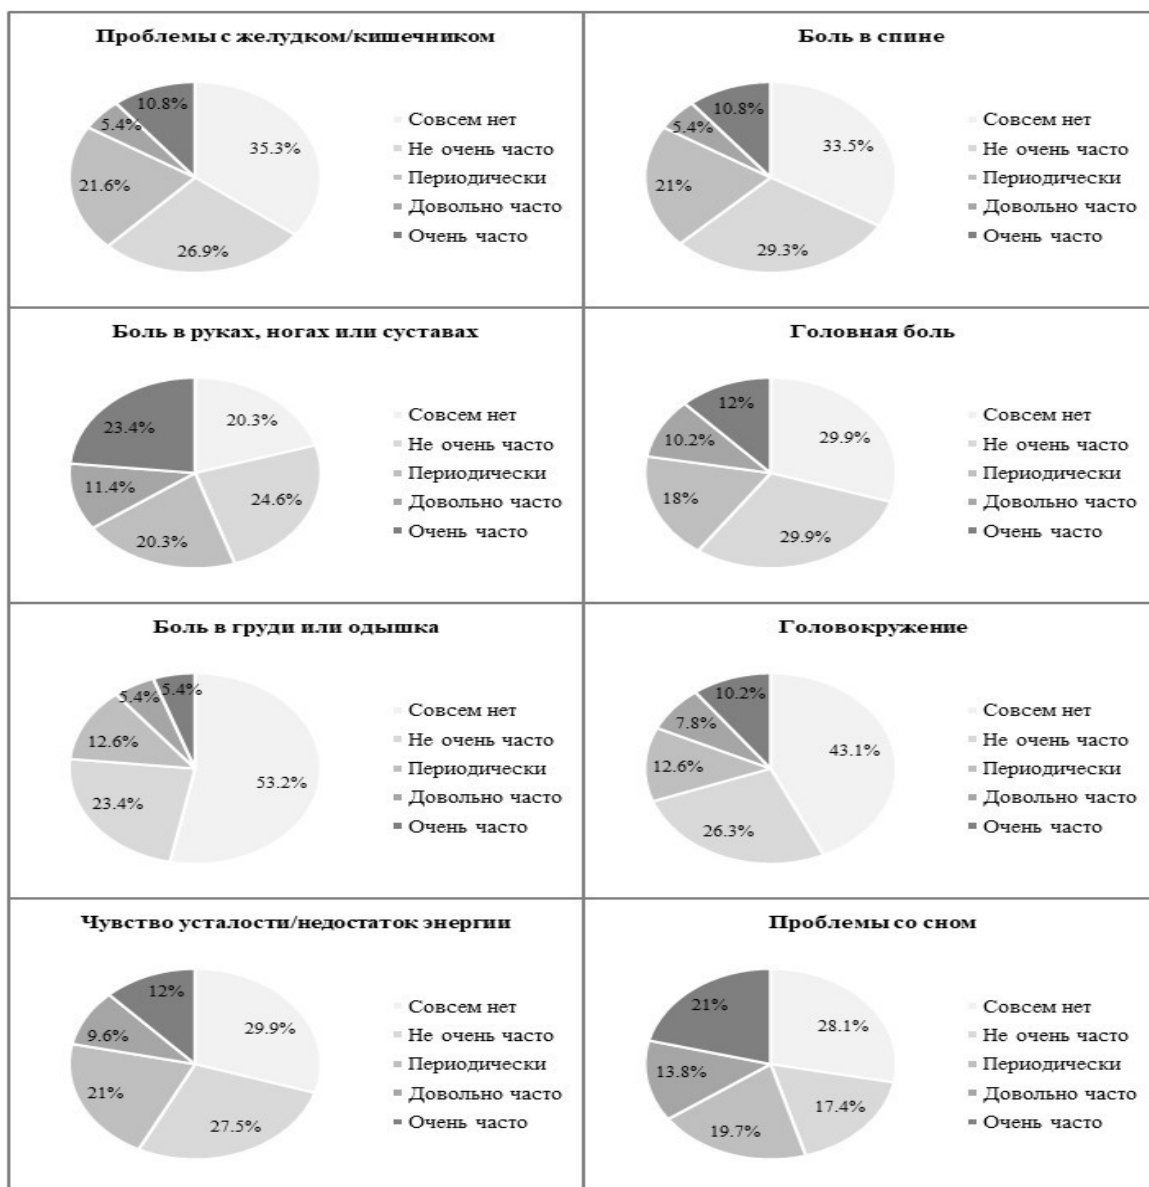 Проблемы с желудком/кишечником
10.8%
5.4%
35.3%
21.6%
26.9%
Совсем нет
Не очень часто
Периодически
Довольно часто
Очень часто
Боль в спине
10.8%
5.4%
33.5%
21%
29.3%
Совсем нет
Не очень часто
Периодически
Довольно часто
Очень часто
Боль в руках, ногах или суставах
23.4%
20.3%
11.4%
24.6%
20.3%
Совсем нет
Не очень часто
Периодически
Довольно часто
Очень часто
Головная боль
12%
10.2%
29.9%
18%
29.9%
Совсем нет
Не очень часто
Периодически
Довольно часто
Очень часто
Боль в груди или одышка
5.4%
5.4%
12.6%
53.2%
23.4%
Совсем нет
Не очень часто
Периодически
Довольно часто
Очень часто
Головокружение
10.2%
7.8%
43.1%
12.6%
26.3%
Совсем нет
Не очень часто
Периодически
Довольно часто
Очень часто
Чувство усталости/недостаток энергии
12%
9.6%
29.9%
21%
27.5%
Совсем нет
Не очень часто
Периодически
Довольно часто
Очень часто
Проблемы со сном
21%
28.1%
13.8%
17.4%
19.7%
Совсем нет
Не очень часто
Периодически
Довольно часто
Очень часто